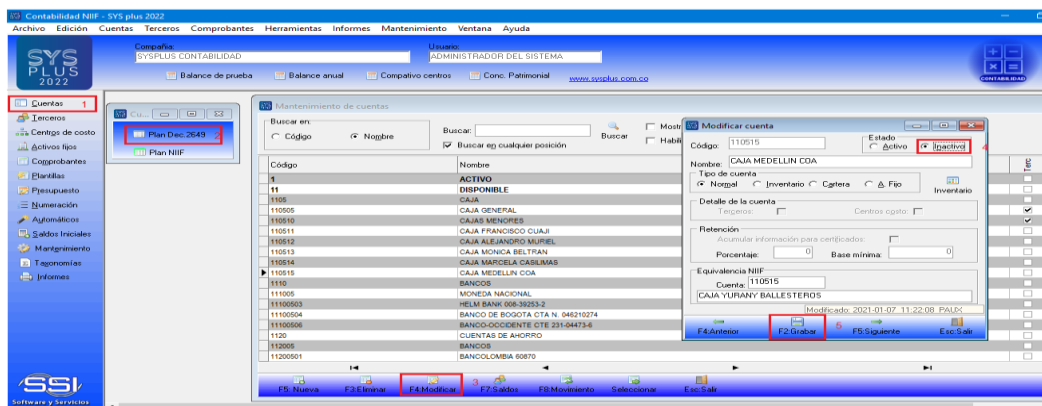 Contabilidad NIIF - SYS plus 2022
Archivo Edición Cuentas Terceros Comprobantes Herramientas Informes Mantenimiento Ventana Ayuda
SYS
PLUS
2022
Compañia:
SYSPLUS CONTABILIDAD
Usuario:
ADMINISTRADOR DEL SISTEMA
Balance de prueba Balance anual Compativo centros Conc. Patrimonial www.sysplus.com.co
CONTABILIDAD
Cuentas 1
Terceros
Centros de costo
Activos fijos
Comprobantes
Plantillas
Presupuesto
Numeración
Automáticos
Saldos Iniciales
Mantenimiento
Taxonomías
Informes
SSI
Software y Servicios
Cu...
Plan Dec.2649 2
Plan NIIF
Mantenimiento de cuentas
Buscar en:
Código Nombre
Buscar:
Buscar en cualquier posición
Buscar
Mostr
Habili
Código Nombre Terc
1 ACTIVO
11 DISPONIBLE
1105 CAJA
110505 CAJA GENERAL
110510 CAJAS MENORES
110511 CAJA FRANCISCO CUAJI
110512 CAJA ALEJANDRO MURIEL
110513 CAJA MONICA BELTRAN
110514 CAJA MARCELA CASILIMAS
110515 CAJA MEDELLIN COA
1110 BANCOS
111005 MONEDA NACIONAL
11100503 HELM BANK 008-39253-2
11100504 BANCO DE BOGOTA CTA N. 046210274
11100506 BANCO-OCCIDENTE CTE 231-04473-6
1120 CUENTAS DE AHORRO
112005 BANCOS
11200501 BANCOLOMBIA 60870
F5: Nueva F3:Eliminar F4:Modificar 3 F7:Saldos F8:Movimiento Seleccionar Esc:Salir
Modificar cuenta
Código: 110515
Estado
Activo Inactivo 4
Nombre: CAJA MEDELLIN COA
Tipo de cuenta
Normal Inventario Cartera A. Fijo
Inventario
Detalle de la cuenta
Terceros: Centros costo:
Retención
Acumular información para certificados:
Porcentaje: 0 Base mínima: 0
Equivalencia NIIF
Cuenta: 110515
CAJA YURANY BALLESTEROS
Modificado: 2021-01-07 11:22:08 PAUX
F4:Anterior F2:Grabar 5 F5:Siguiente Esc:Salir